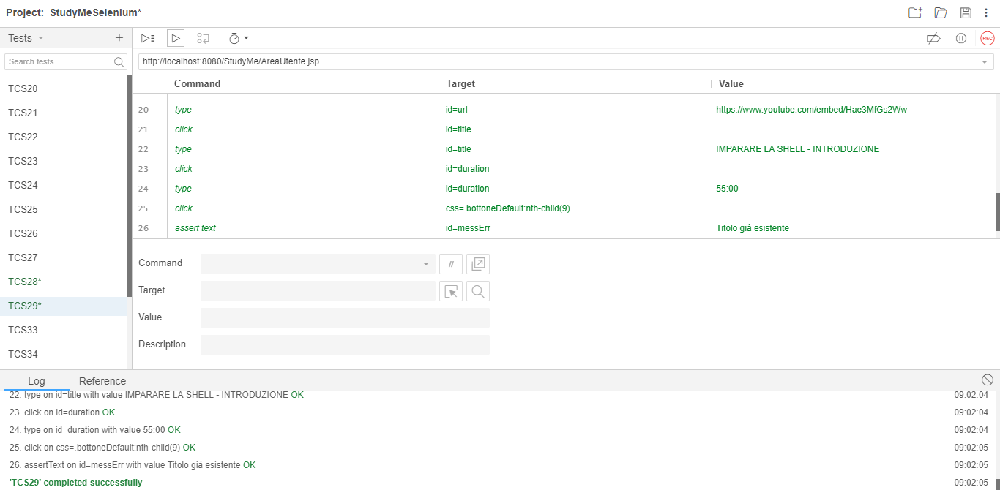 Project: StudyMeSelenium*
Tests
Search tests...
TCS20
TCS21
TCS22
TCS23
TCS24
TCS25
TCS26
TCS27
TCS28*
TCS29*
TCS33
TCS34
REC
http://localhost:8080/StudyMe/AreaUtente.jsp
Command Target Value
20 type id=url https://www.youtube.com/embed/Hae3MfGs2Ww
21 click id=title
22 type id=title IMPARARE LA SHELL - INTRODUZIONE
23 click id=duration
24 type id=duration 55:00
25 click css=.bottoneDefault:nth-child(9)
26 assert text id=messErr Titolo già esistente
Command //
Target
Value
Description
Log Reference
22. type on id=title with value IMPARARE LA SHELL - INTRODUZIONE OK 09:02:04
23. click on id=duration OK 09:02:04
24. type on id=duration with value 55:00 OK 09:02:04
25. click on css=.bottoneDefault:nth-child(9) OK 09:02:05
26. assertText on id=messErr with value Titolo già esistente OK 09:02:05
'TCS29' completed successfully 09:02:05